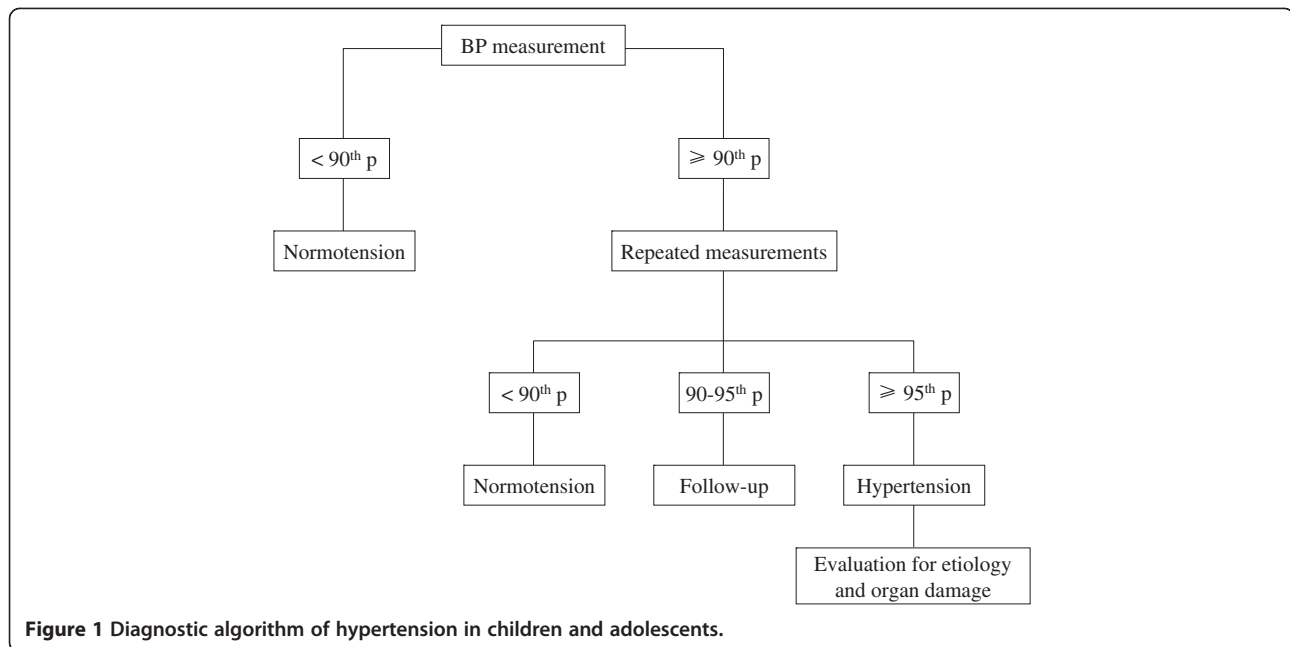 BP measurement
< 90th p
≥ 90th p
Normotension
Repeated measurements
< 90th p
90-95th p
≥ 95th p
Normotension
Follow-up
Hypertension
Evaluation for etiology
and organ damage
Figure 1 Diagnostic algorithm of hypertension in children and adolescents.